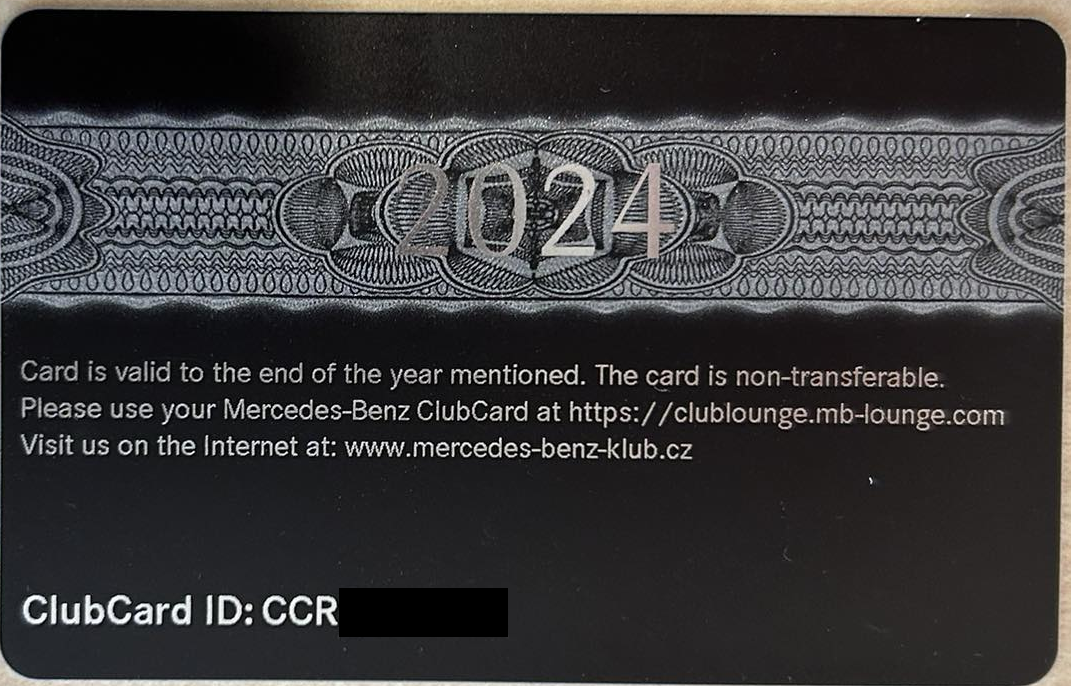 2024
Card is valid to the end of the year mentioned. The card is non-transferable.
Please use your Mercedes-Benz ClubCard at https://clublounge.mb-lounge.com
Visit us on the Internet at: www.mercedes-benz-klub.cz
ClubCard ID: CCR